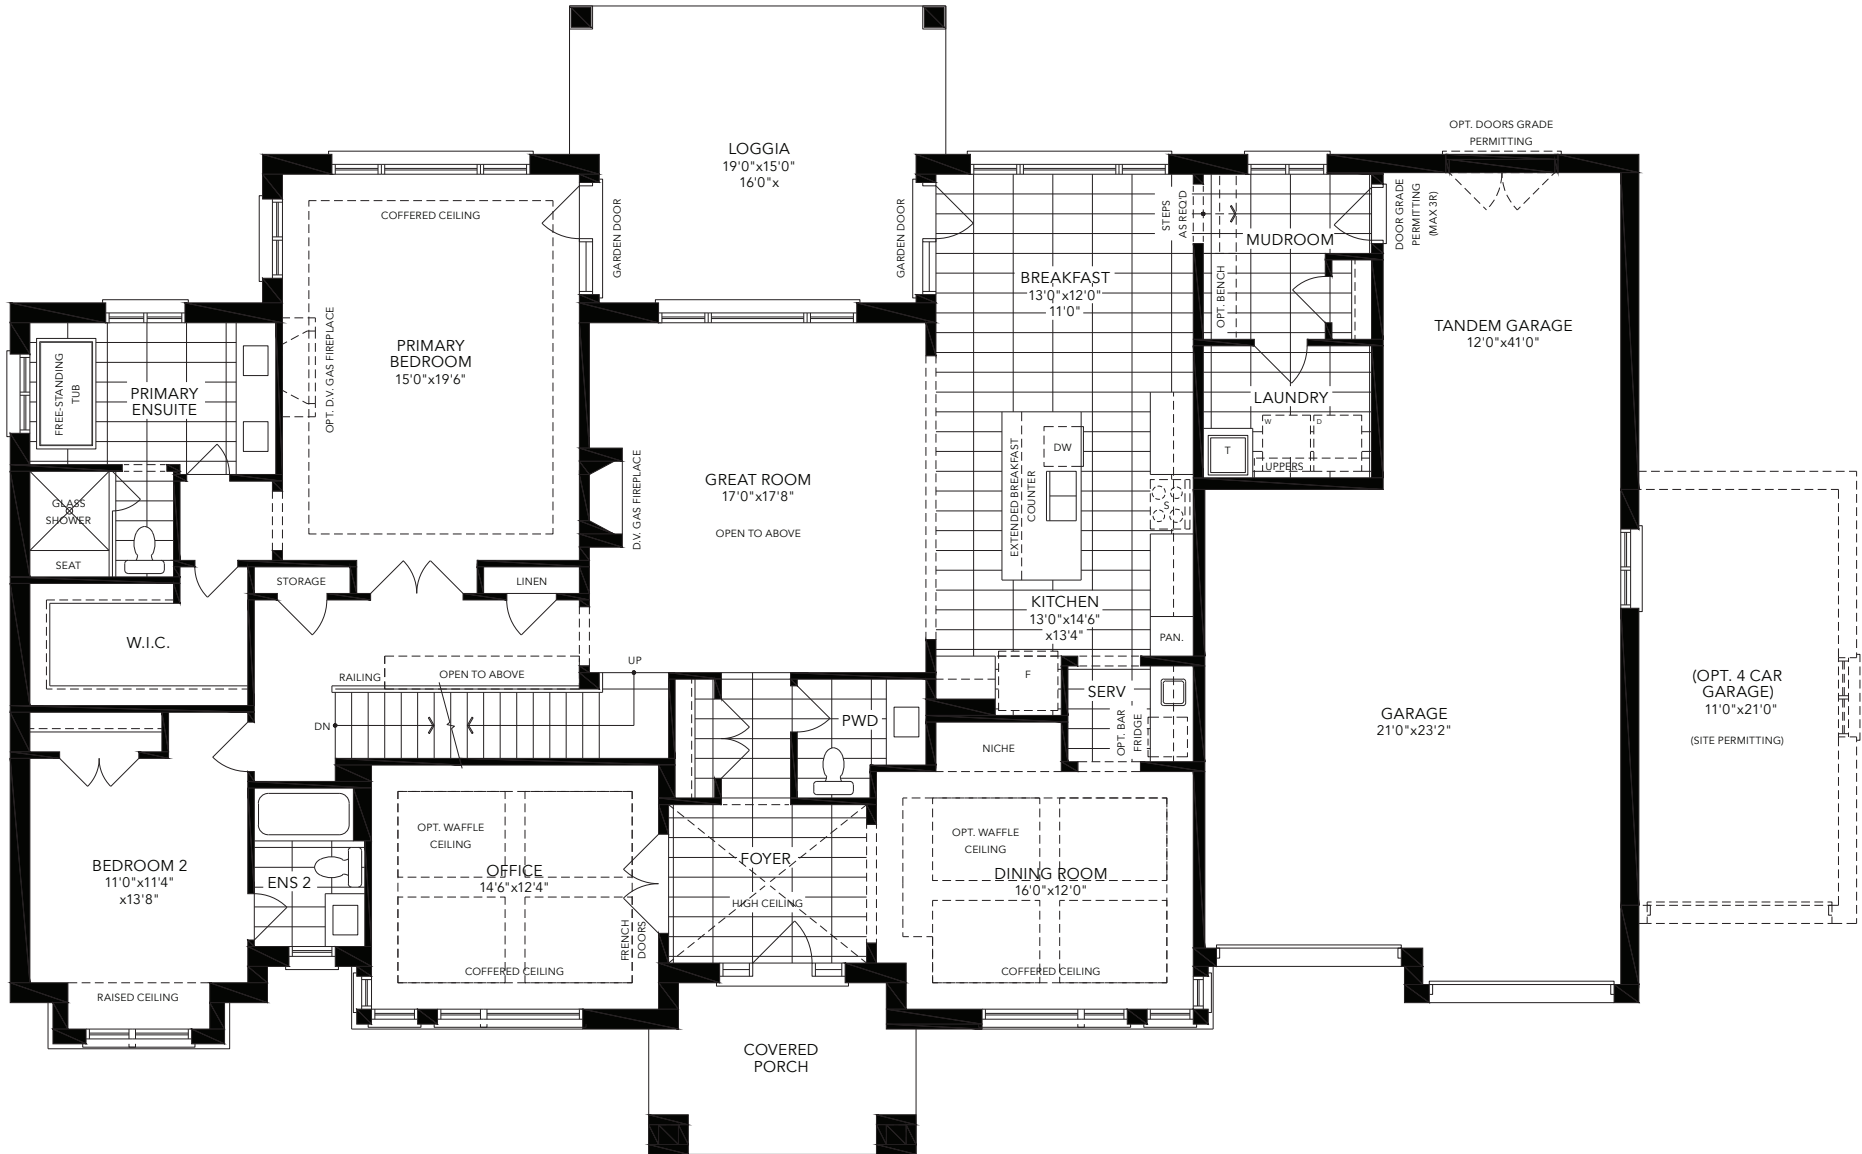 OPT. DOORS GRADE
PERMITTING
LOGGIA
19'0"x15'0"
16'0"x
COFFERED CEILING
GARDEN DOOR
GARDEN DOOR
STEPS
AS REQ'D
MUDROOM
DOOR GRADE
PERMITTING
(MAX 3R)
OPT. BENCH
BREAKFAST
13'0"x12'0"
11'0"
TANDEM GARAGE
12'0"x41'0"
PRIMARY
BEDROOM
15'0"x19'6"
OPT. D.V. GAS FIREPLACE
FREE-STANDING
TUB
PRIMARY
ENSUITE
LAUNDRY
W
D
T
UPPERS
EXTENDED BREAKFAST
COUNTER
DW
S
GREAT ROOM
17'0"x17'8"
OPEN TO ABOVE
D.V. GAS FIREPLACE
GLASS
SHOWER
SEAT
STORAGE
LINEN
KITCHEN
13'0"x14'6"
x13'4"
PAN.
W.I.C.
UP
RAILING
OPEN TO ABOVE
F
SERV
OPT. BAR
FRIDGE
DN
PWD
NICHE
GARAGE
21'0"x23'2"
(OPT. 4 CAR
GARAGE)
11'0"x21'0"
(SITE PERMITTING)
BEDROOM 2
11'0"x11'4"
x13'8"
ENS 2
OPT. WAFFLE
CEILING
OFFICE
14'6"x12'4"
FRENCH
DOORS
COFFERED CEILING
FOYER
HIGH CEILING
OPT. WAFFLE
CEILING
DINING ROOM
16'0"x12'0"
COFFERED CEILING
RAISED CEILING
COVERED
PORCH